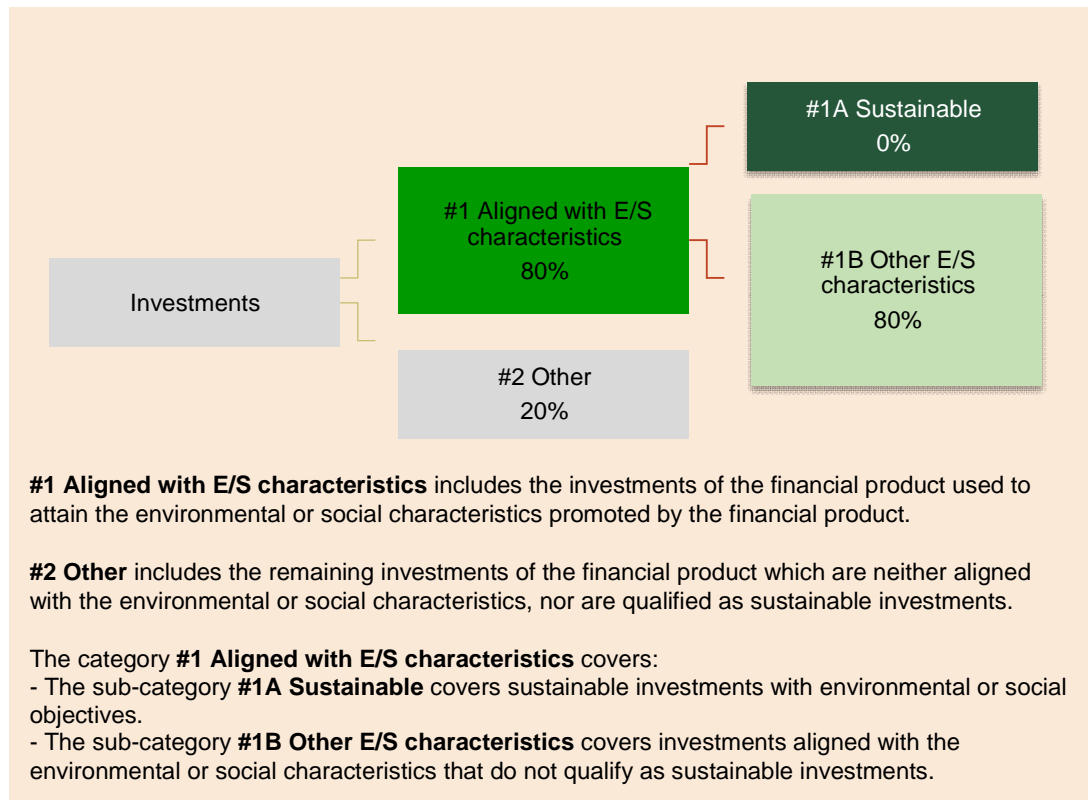 #1A Sustainable
0%
#1 Aligned with E/S
characteristics
80%
#1B Other E/S
characteristics
80%
Investments
#2 Other
20%
#1 Aligned with E/S characteristics includes the investments of the financial product used to
attain the environmental or social characteristics promoted by the financial product.
#2 Other includes the remaining investments of the financial product which are neither aligned
with the environmental or social characteristics, nor are qualified as sustainable investments.
The category #1 Aligned with E/S characteristics covers:
- The sub-category #1A Sustainable covers sustainable investments with environmental or social
objectives.
- The sub-category #1B Other E/S characteristics covers investments aligned with the
environmental or social characteristics that do not qualify as sustainable investments.